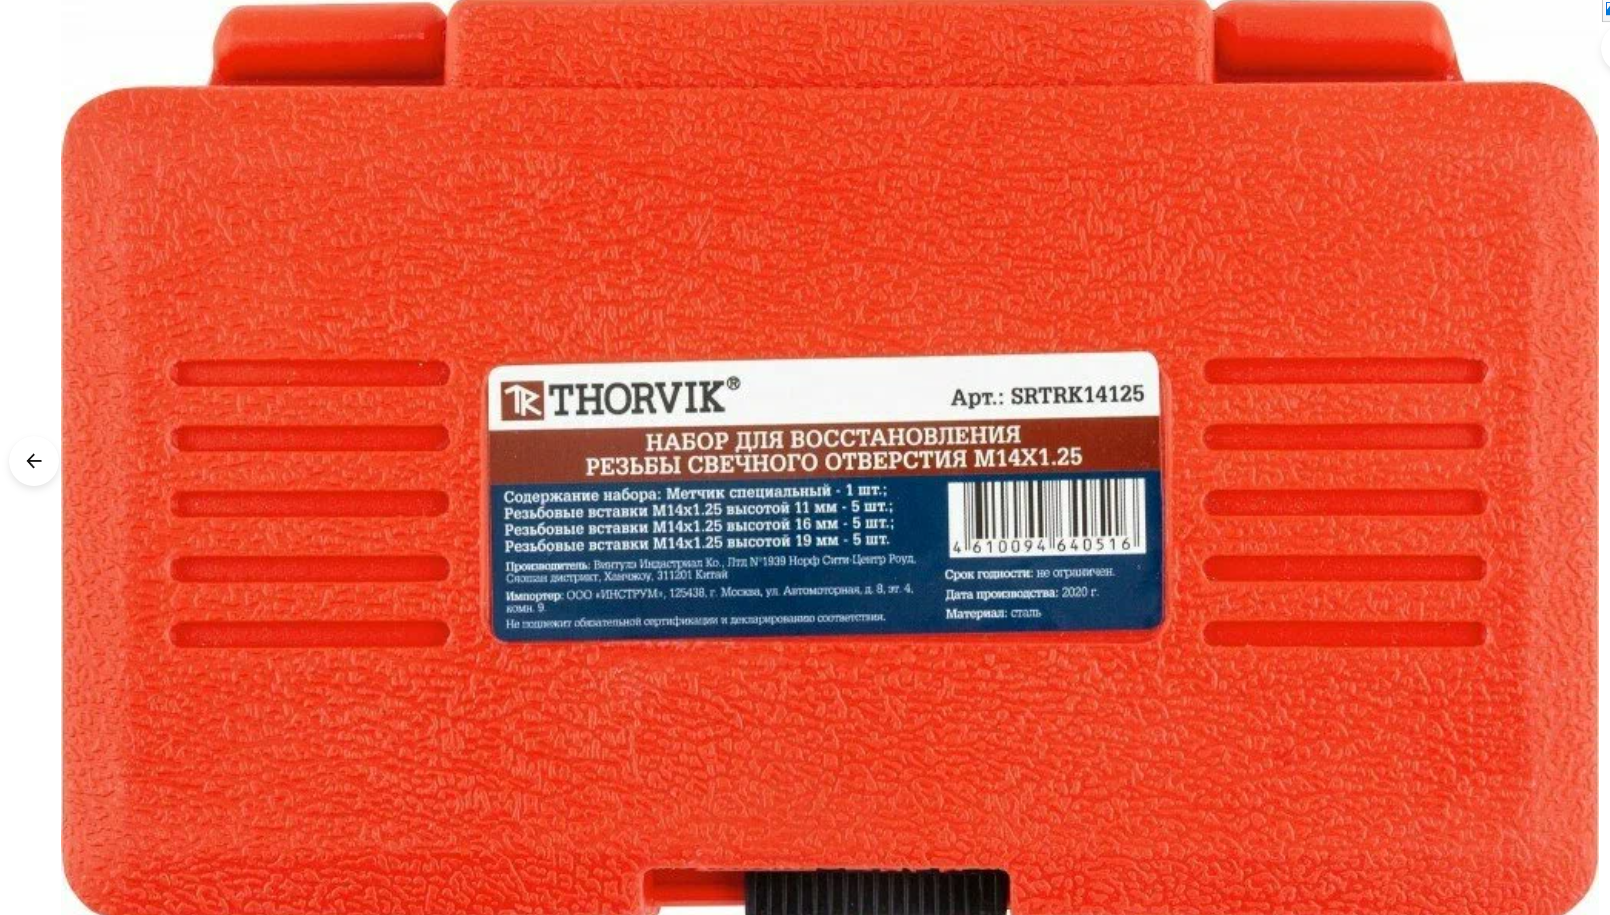 THORVIK®
Арт.: SRTRK14125
НАБОР ДЛЯ ВОССТАНОВЛЕНИЯ
РЕЗЬБЫ СВЕЧНОГО ОТВЕРСТИЯ М14Х1.25
Содержание набора: Метчик специальный - 1 шт.;
Резьбовые вставки М14х1.25 высотой 11 мм - 5 шт.;
Резьбовые вставки М14х1.25 высотой 16 мм - 5 шт.;
Резьбовые вставки М14х1.25 высотой 19 мм - 5 шт.
Производитель: Винтулз Индастриал Ко., Лтд N°1939 Норф Сити-Центр Роуд,
Сяошан дистрикт, Ханчжоу, 311201 Китай
Импортер: ООО «ИНСТРУМ», 125438, г. Москва, ул. Автомоторная, д. 8, эт. 4,
комн. 9.
Не подлежит обязательной сертификации и декларированию соответствия.
4 610094 640516
Срок годности: не ограничен.
Дата производства: 2020 г.
Материал: сталь